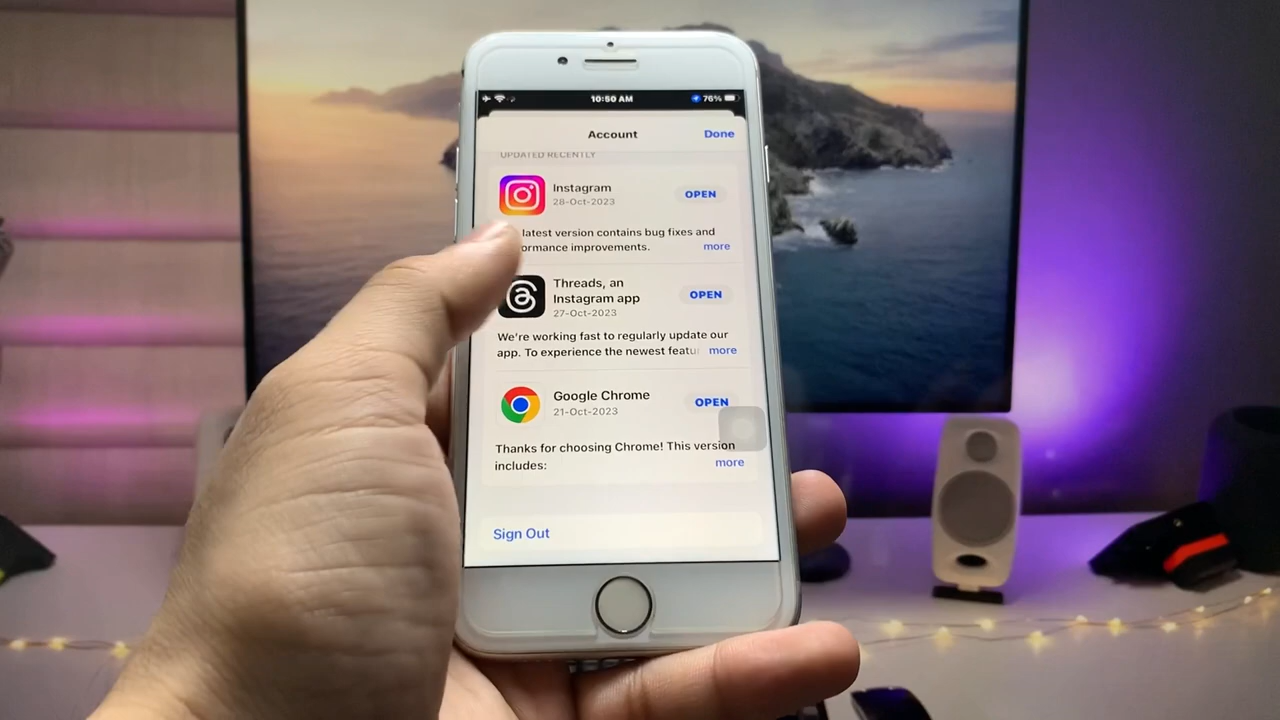 10:50 AM
76%
Account
Done
UPDATED RECENTLY
Instagram
28-Oct-2023
OPEN
latest version contains bug fixes and
ormance improvements.
more
Threads, an
Instagram app
27-Oct-2023
OPEN
We're working fast to regularly update our
app. To experience the newest featu
more
Google Chrome
21-Oct-2023
OPEN
Thanks for choosing Chrome! This version
includes:
more
Sign Out